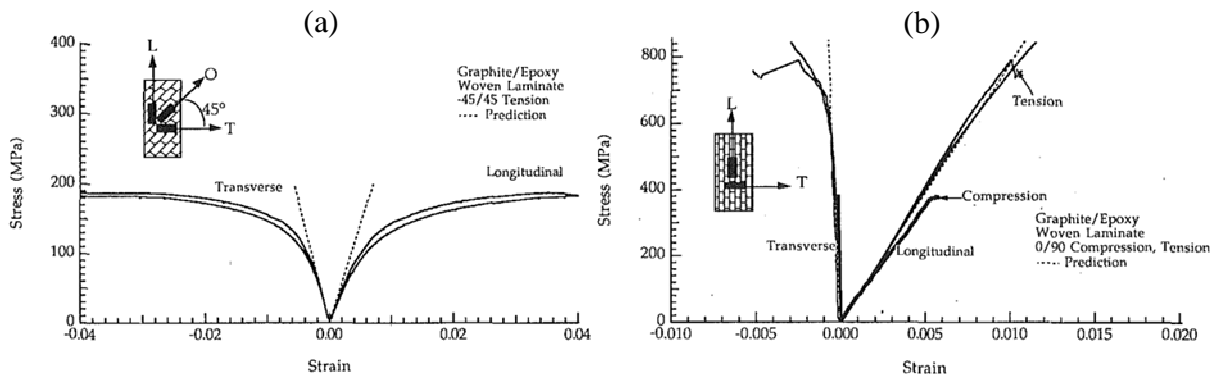 (a)
400
300
200
100
0
Stress (MPa)
L
O
45°
T
Graphite/Epoxy
Woven Laminate
-45/45 Tension
Prediction
Transverse
Longitudinal
-0.04
-0.02
0.00
0.02
0.04
Strain
(b)
800
600
400
200
0
Stress (MPa)
L
T
Tension
Compression
Transverse
Longitudinal
Graphite/Epoxy
Woven Laminate
0/90 Compression, Tension
Prediction
-0.010
-0.005
0.000
0.005
0.010
0.015
0.020
Strain